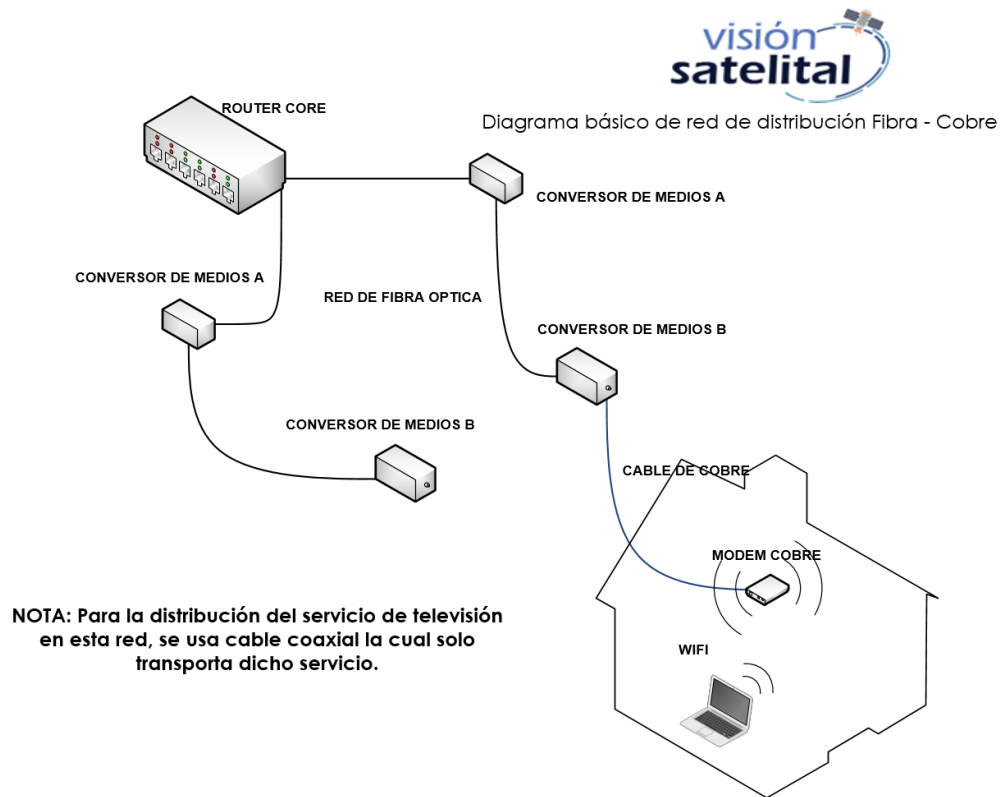 visión
satelital
Diagrama básico de red de distribución Fibra - Cobre
ROUTER CORE
CONVERSOR DE MEDIOS A
CONVERSOR DE MEDIOS A
RED DE FIBRA OPTICA
CONVERSOR DE MEDIOS B
CONVERSOR DE MEDIOS B
CABLE DE COBRE
MODEM COBRE
WIFI
NOTA: Para la distribución del servicio de televisión
en esta red, se usa cable coaxial la cual solo
transporta dicho servicio.